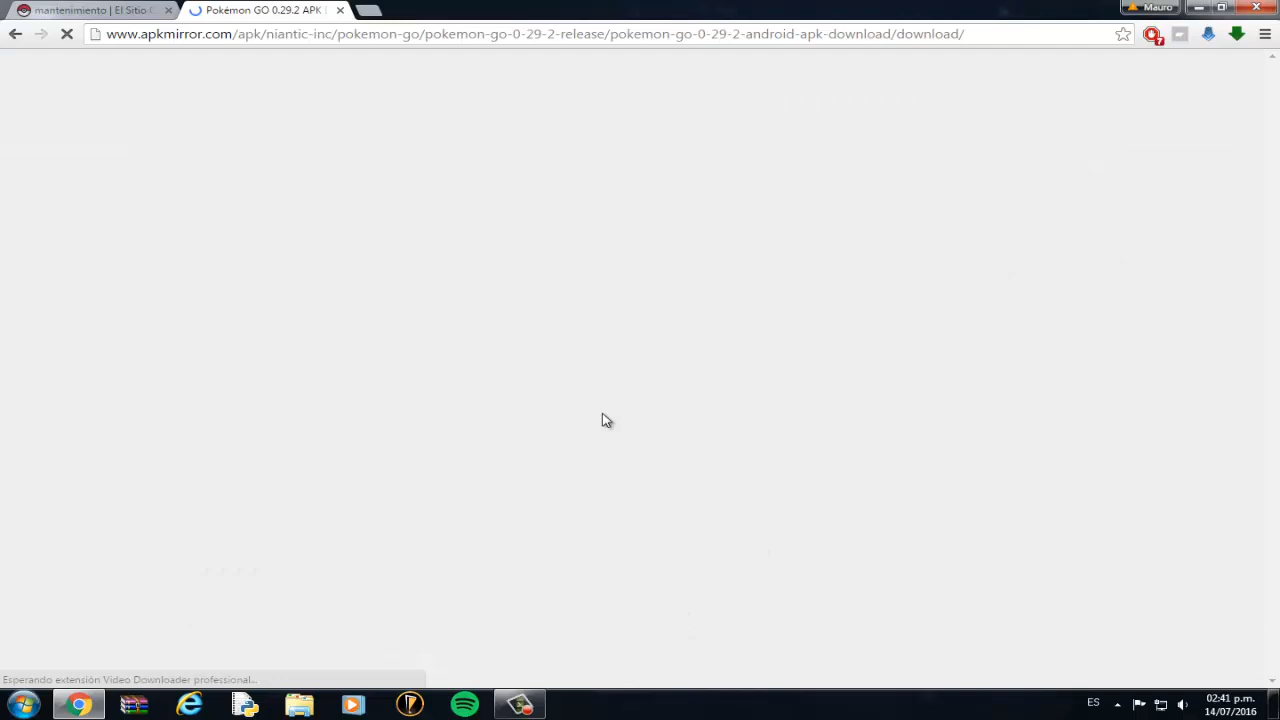 mantenimiento | El Sitio
Pokémon GO 0.29.2 APK
Mauro
www.apkmirror.com/apk/niantic-inc/pokemon-go/pokemon-go-0-29-2-release/pokemon-go-0-29-2-android-apk-download/download/
7
Esperando extensión Video Downloader professional...
ES
02:41 p.m.
14/07/2016